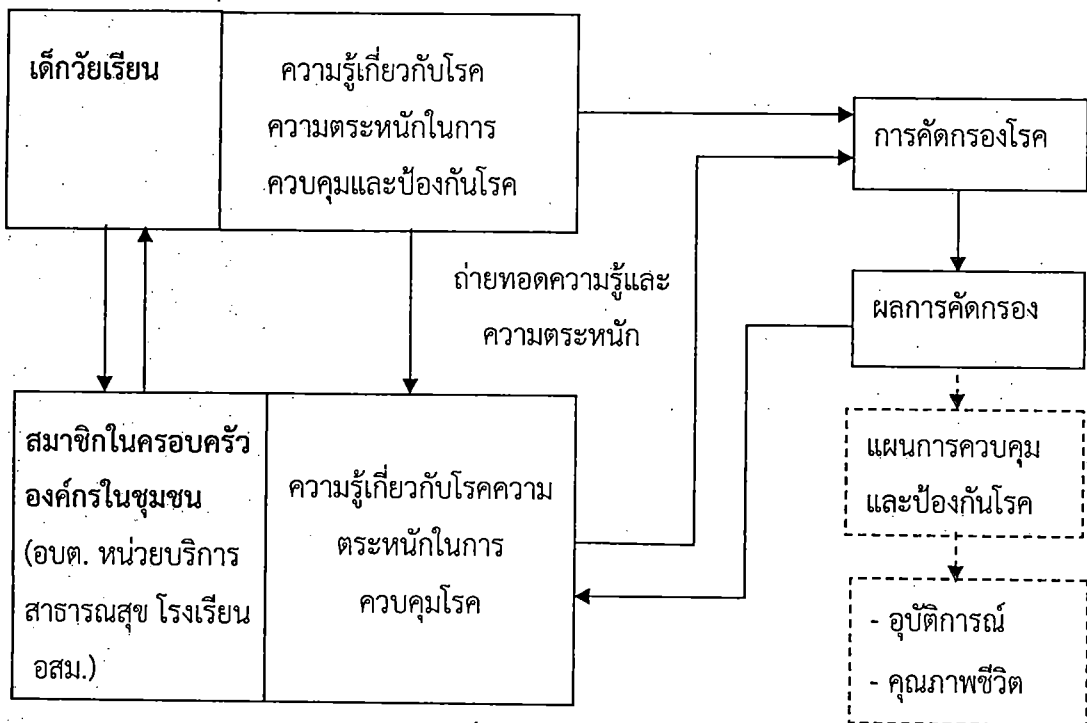 เด็กวัยเรียน
ความรู้เกี่ยวกับโรค
ความตระหนักในการ
ควบคุมและป้องกันโรค
การคัดกรองโรค
ถ่ายทอดความรู้และ
ความตระหนัก
ผลการคัดกรอง
สมาชิกในครอบครัว
องค์กรในชุมชน
(อบต. หน่วยบริการ
สาธารณสุข โรงเรียน
อสม.)
ความรู้เกี่ยวกับโรคความ
ตระหนักในการ
ควบคุมโรค
แผนการควบคุม
และป้องกันโรค
- อุบัติการณ์
- คุณภาพชีวิต